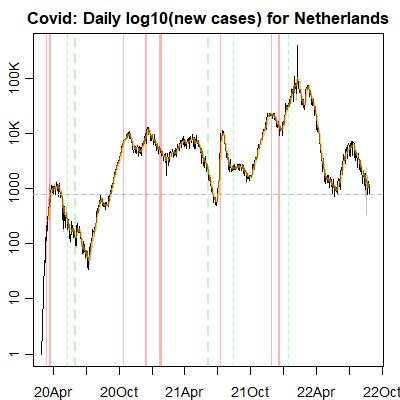 Covid: Daily log10(new cases) for Netherlands
100K
10K
1000
100
10
1
20Apr 20Oct 21Apr 21Oct 22Apr 22Oct